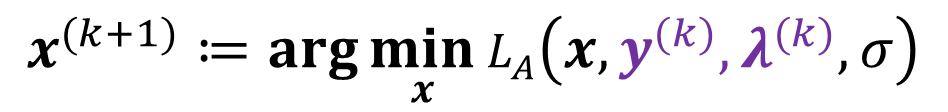 x^(k+1) := arg min_x L_A(x, y^(k), λ^(k), σ)